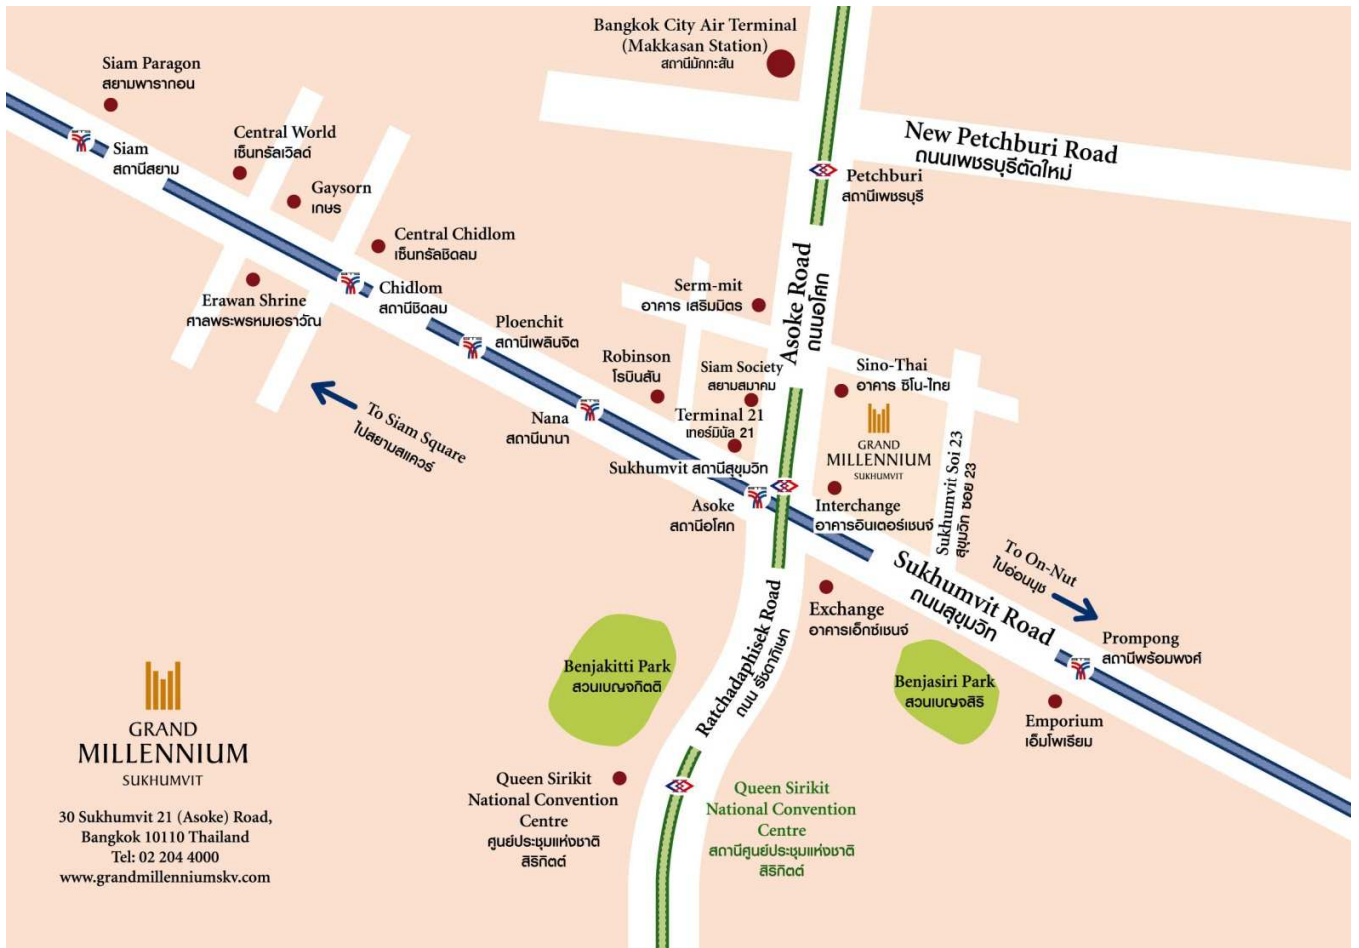 Bangkok City Air Terminal
(Makkasan Station)
สถานีมักกะสัน
Siam Paragon
สยามพารากอน
Central World
เซ็นทรัลเวิลด์
Siam
สถานีสยาม
New Petchburi Road
ถนนเพชรบุรีตัดใหม่
Petchburi
สถานีเพชรบุรี
Gaysorn
เกษร
Central Chidlom
เซ็นทรัลชิดลม
Erawan Shrine
ศาลพระพรหมเอราวัณ
Chidlom
สถานีชิดลม
Serm-mit
อาคาร เสริมมิตร
Asoke Road
ถนนอโศก
Ploenchit
สถานีเพลินจิต
Robinson
โรบินสัน
Siam Society
สยามสมาคม
Sino-Thai
อาคาร ซิโน-ไทย
To Siam Square
ไปสยามสแควร์
Nana
สถานีนานา
Terminal 21
เทอร์มินัล 21
GRAND
MILLENNIUM
SUKHUMVIT
Sukhumvit สถานีสุขุมวิท
Sukhumvit Soi 23
สุขุมวิท ซอย 23
Asoke
สถานีอโศก
Interchange
อาคารอินเตอร์เชนจ์
To On-Nut
ไปอ่อนนุช
Sukhumvit Road
ถนนสุขุมวิท
Exchange
อาคารเอ็กซ์เชนจ์
Ratchadaphisek Road
ถนน รัชดาภิเษก
Prompong
สถานีพร้อมพงศ์
Benjakitti Park
สวนเบญจกิตติ
Benjasiri Park
สวนเบญจสิริ
Emporium
เอ็มโพเรียม
Queen Sirikit
National Convention
Centre
ศูนย์ประชุมแห่งชาติ
สิริกิตต์
Queen Sirikit
National Convention
Centre
สถานีศูนย์ประชุมแห่งชาติ
สิริกิตต์
GRAND
MILLENNIUM
SUKHUMVIT
30 Sukhumvit 21 (Asoke) Road,
Bangkok 10110 Thailand
Tel: 02 204 4000
www.grandmillenniumskv.com